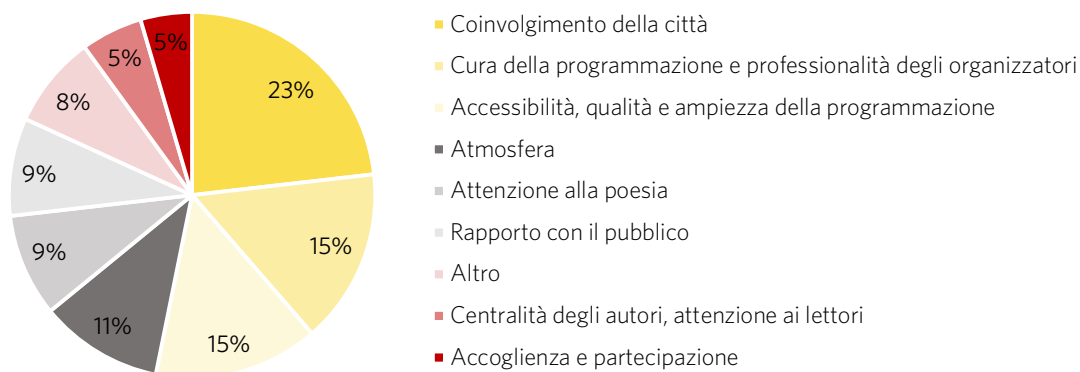 23%
15%
15%
11%
9%
9%
8%
5%
5%
Coinvolgimento della città
Cura della programmazione e professionalità degli organizzatori
Accessibilità, qualità e ampiezza della programmazione
Atmosfera
Attenzione alla poesia
Rapporto con il pubblico
Altro
Centralità degli autori, attenzione ai lettori
Accoglienza e partecipazione